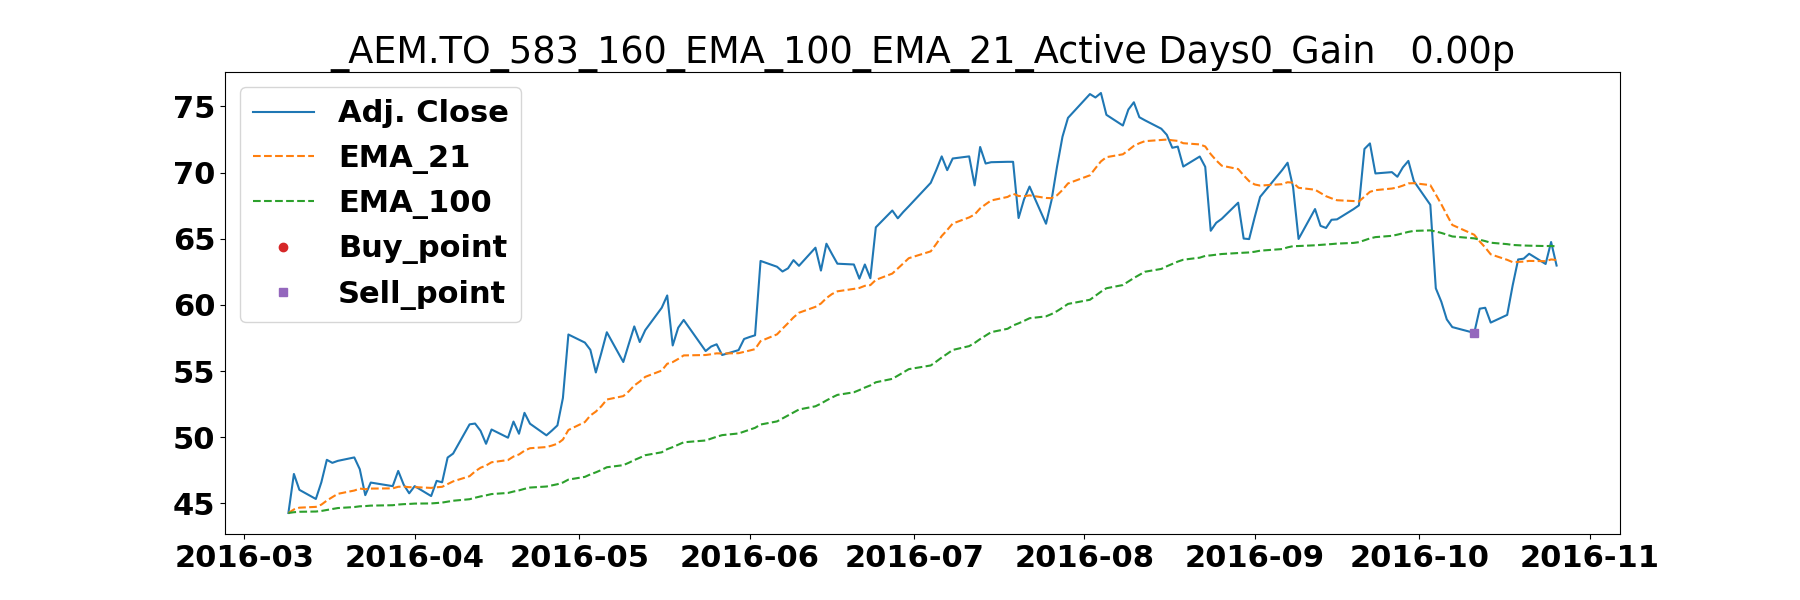 _AEM.TO_583_160_EMA_100_EMA_21_Active Days0_Gain   0.00p
75
70
65
60
55
50
45
Adj. Close
EMA_21
EMA_100
Buy_point
Sell_point
2016-03 2016-04 2016-05 2016-06 2016-07 2016-08 2016-09 2016-10 2016-11